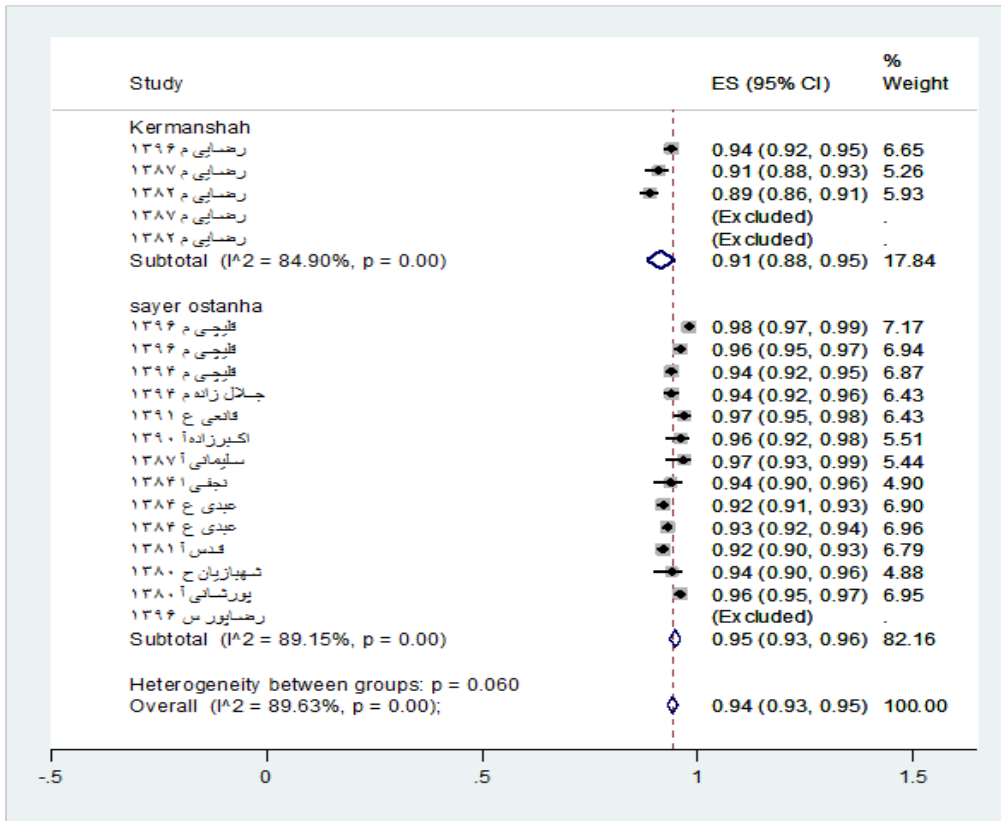 Study ES (95% CI) % Weight
Kermanshah
رضایی م ۱۳۹۶ 0.94 (0.92, 0.95) 6.65
رضایی م ۱۳۸۷ 0.91 (0.88, 0.93) 5.26
رضایی م ۱۳۸۲ 0.89 (0.86, 0.91) 5.93
رضایی م ۱۳۸۷ (Excluded) .
رضایی م ۱۳۸۲ (Excluded) .
Subtotal (I^2 = 84.90%, p = 0.00) 0.91 (0.88, 0.95) 17.84
sayer ostanha
قلیچی م ۱۳۹۶ 0.98 (0.97, 0.99) 7.17
قلیچی م ۱۳۹۶ 0.96 (0.95, 0.97) 6.94
قلیچی م ۱۳۹۴ 0.94 (0.92, 0.95) 6.87
جلال زاده م ۱۳۹۴ 0.94 (0.92, 0.96) 6.43
قانعی ع ۱۳۹۱ 0.97 (0.95, 0.98) 6.43
اکبرزاده آ ۱۳۹۰ 0.96 (0.92, 0.98) 5.51
سلیمانی آ ۱۳۸۷ 0.97 (0.93, 0.99) 5.44
نجفی ا ۱۳۸۴ 0.94 (0.90, 0.96) 4.90
عبدی ع ۱۳۸۴ 0.92 (0.91, 0.93) 6.90
عبدی ع ۱۳۸۴ 0.93 (0.92, 0.94) 6.96
قدس آ ۱۳۸۱ 0.92 (0.90, 0.93) 6.79
شهبازیان ح ۱۳۸۰ 0.94 (0.90, 0.96) 4.88
پورشانی آ ۱۳۸۰ 0.96 (0.95, 0.97) 6.95
رضاپور س ۱۳۹۶ (Excluded) .
Subtotal (I^2 = 89.15%, p = 0.00) 0.95 (0.93, 0.96) 82.16
Heterogeneity between groups: p = 0.060
Overall (I^2 = 89.63%, p = 0.00); 0.94 (0.93, 0.95) 100.00
-.5 0 .5 1 1.5